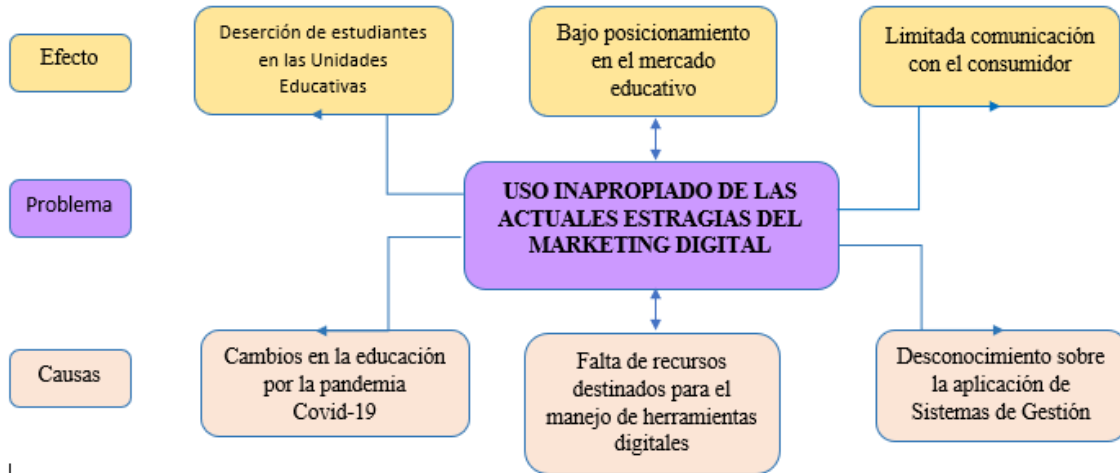 Efecto
Deserción de estudiantes
en las Unidades
Educativas
Bajo posicionamiento
en el mercado
educativo
Limitada comunicación
con el consumidor
Problema
USO INAPROPIADO DE LAS
ACTUALES ESTRAGIAS DEL
MARKETING DIGITAL
Causas
Cambios en la educación
por la pandemia
Covid-19
Falta de recursos
destinados para el
manejo de herramientas
digitales
Desconocimiento sobre
la aplicación de
Sistemas de Gestión